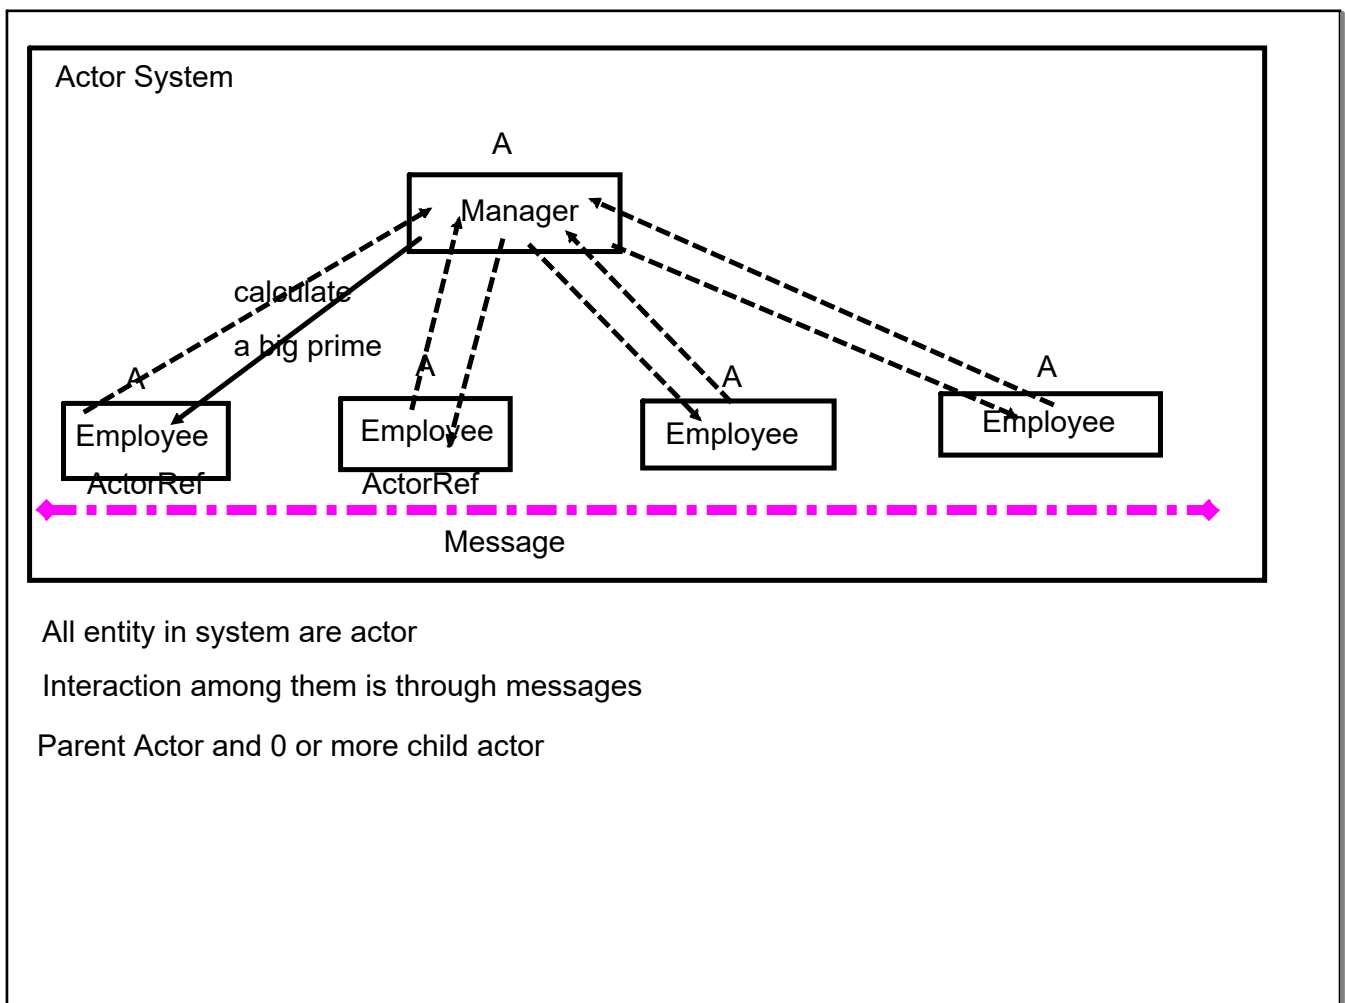 Actor System
A
Manager
calculate
a big prime
A
A
A
A
Employee
Employee
Employee
Employee
ActorRef
ActorRef
Message
All entity in system are actor
Interaction among them is through messages
Parent Actor and 0 or more child actor